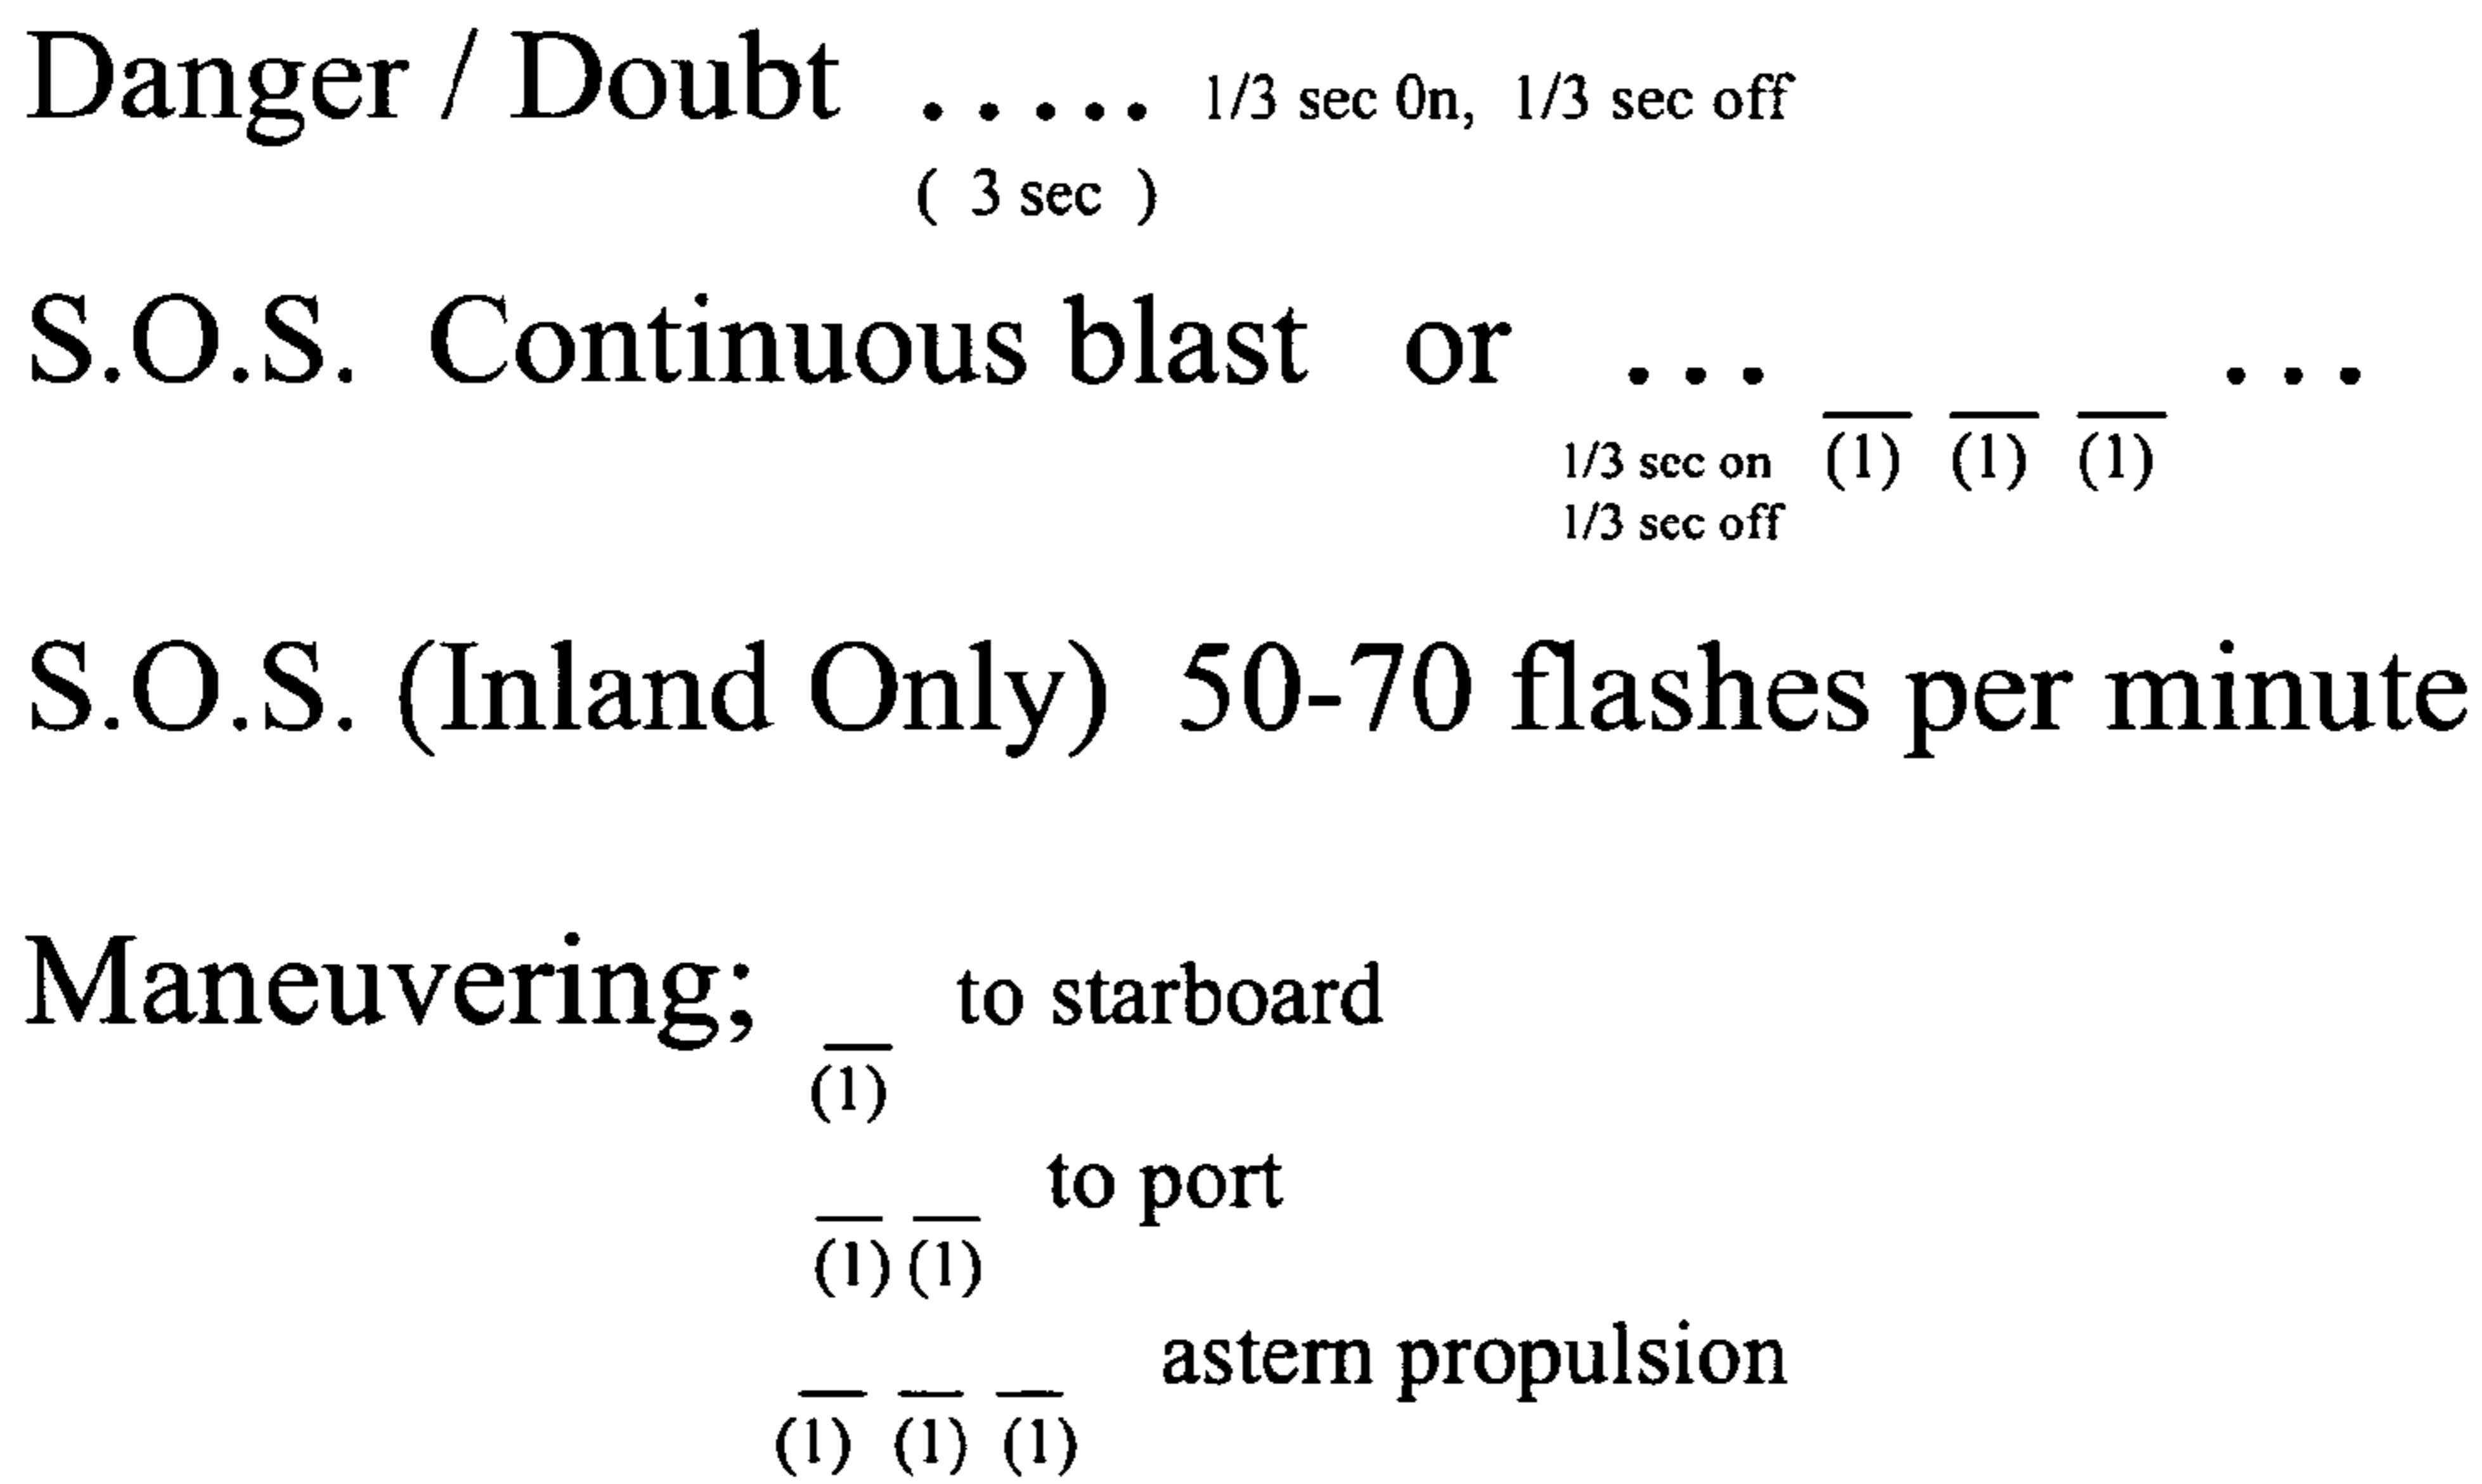 Danger / Doubt . . . . . 1/3 sec On, 1/3 sec off
( 3 sec )
S.O.S. Continuous blast or . . . . . .
1/3 sec on (1) (1) (1)
1/3 sec off
S.O.S. (Inland Only) 50-70 flashes per minute
Maneuvering; to starboard
(1)
to port
(1) (1)
astern propulsion
(1) (1) (1)